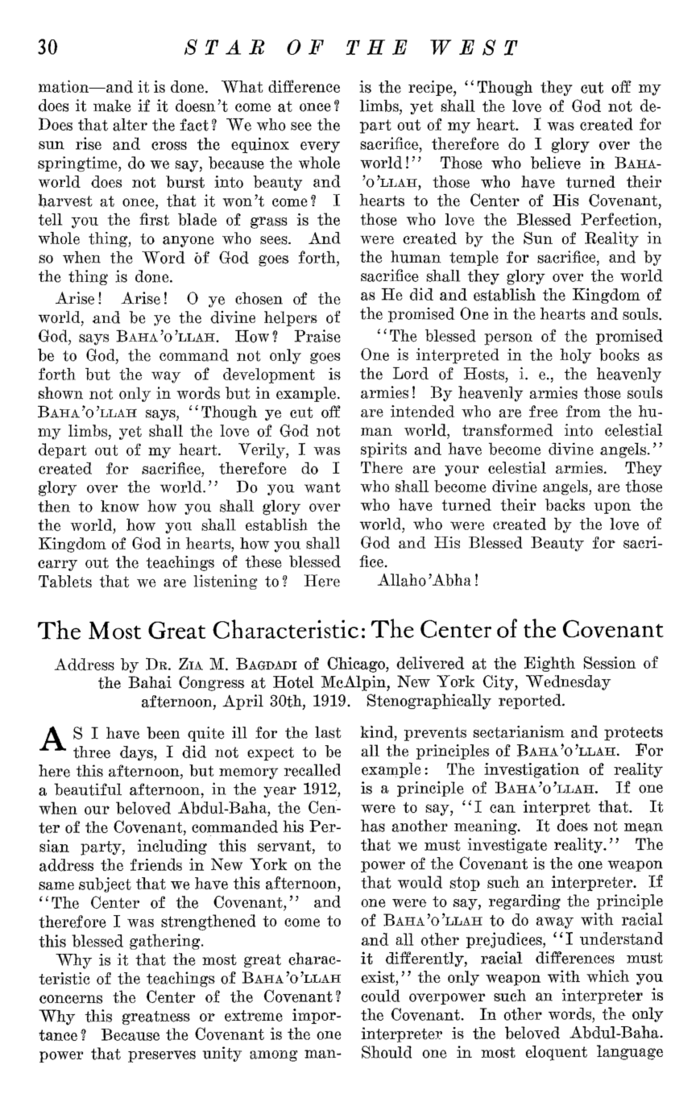 30 STAR OF THE WEST
mation—and it is done. What difference
does it make if it doesn't come at once?
Does that alter the fact? We who see the
sun rise and cross the equinox every
springtime, do we say, because the whole
world does not burst into beauty and
harvest at once, that it won't come? I
tell you the first blade of grass is the
whole thing, to anyone who sees. And
so when the Word òf God goes forth,
the thing is done.
Arise! Arise! O ye chosen of the
world, and be ye the divine helpers of
God, says BAHA'O'LLAH. How? Praise
be to God, the command not only goes
forth but the way of development is
shown not only in words but in example.
BAHA'O'LLAH says, "Though ye cut off
my limbs, yet shall the love of God not
depart out of my heart. Verily, I was
created for sacrifice, therefore do I
glory over the world." Do you want
then to know how you shall glory over
the world, how you shall establish the
Kingdom of God in hearts, how you shall
carry out the teachings of these blessed
Tablets that we are listening to? Here
is the recipe, "Though they cut off my
limbs, yet shall the love of God not de-
part out of my heart. I was created for
sacrifice, therefore do I glory over the
world!" Those who believe in BAHA-
'O'LLAH, those who have turned their
hearts to the Center of His Covenant,
those who love the Blessed Perfection,
were created by the Sun of Reality in
the human temple for sacrifice, and by
sacrifice shall they glory over the world
as He did and establish the Kingdom of
the promised One in the hearts and souls.
"The blessed person of the promised
One is interpreted in the holy books as
the Lord of Hosts, i. e., the heavenly
armies! By heavenly armies those souls
are intended who are free from the hu-
man world, transformed into celestial
spirits and have become divine angels."
There are your celestial armies. They
who shall become divine angels, are those
who have turned their backs upon the
world, who were created by the love of
God and His Blessed Beauty for sacri-
fice.
Allaho'Abha!
The Most Great Characteristic: The Center of the Covenant
Address by DR. ZIA M. BAGDADI of Chicago, delivered at the Eighth Session of
the Bahai Congress at Hotel McAlpin, New York City, Wednesday
afternoon, April 30th, 1919. Stenographically reported.
AS I have been quite ill for the last
three days, I did not expect to be
here this afternoon, but memory recalled
a beautiful afternoon, in the year 1912,
when our beloved Abdul-Baha, the Cen-
ter of the Covenant, commanded his Per-
sian party, including this servant, to
address the friends in New York on the
same subject that we have this afternoon,
"The Center of the Covenant," and
therefore I was strengthened to come to
this blessed gathering.
Why is it that the most great charac-
teristic of the teachings of BAHA'O'LLAH
concerns the Center of the Covenant?
Why this greatness or extreme impor-
tance? Because the Covenant is the one
power that preserves unity among man-
kind, prevents sectarianism and protects
all the principles of BAHA'O'LLAH. For
example: The investigation of reality
is a principle of BAHA'O'LLAH. If one
were to say, "I can interpret that. It
has another meaning. It does not mean
that we must investigate reality." The
power of the Covenant is the one weapon
that would stop such an interpreter. If
one were to say, regarding the principle
of BAHA'O'LLAH to do away with racial
and all other prejudices, "I understand
it differently, racial differences must
exist," the only weapon with which you
could overpower such an interpreter is
the Covenant. In other words, the only
interpreter is the beloved Abdul-Baha.
Should one in most eloquent language